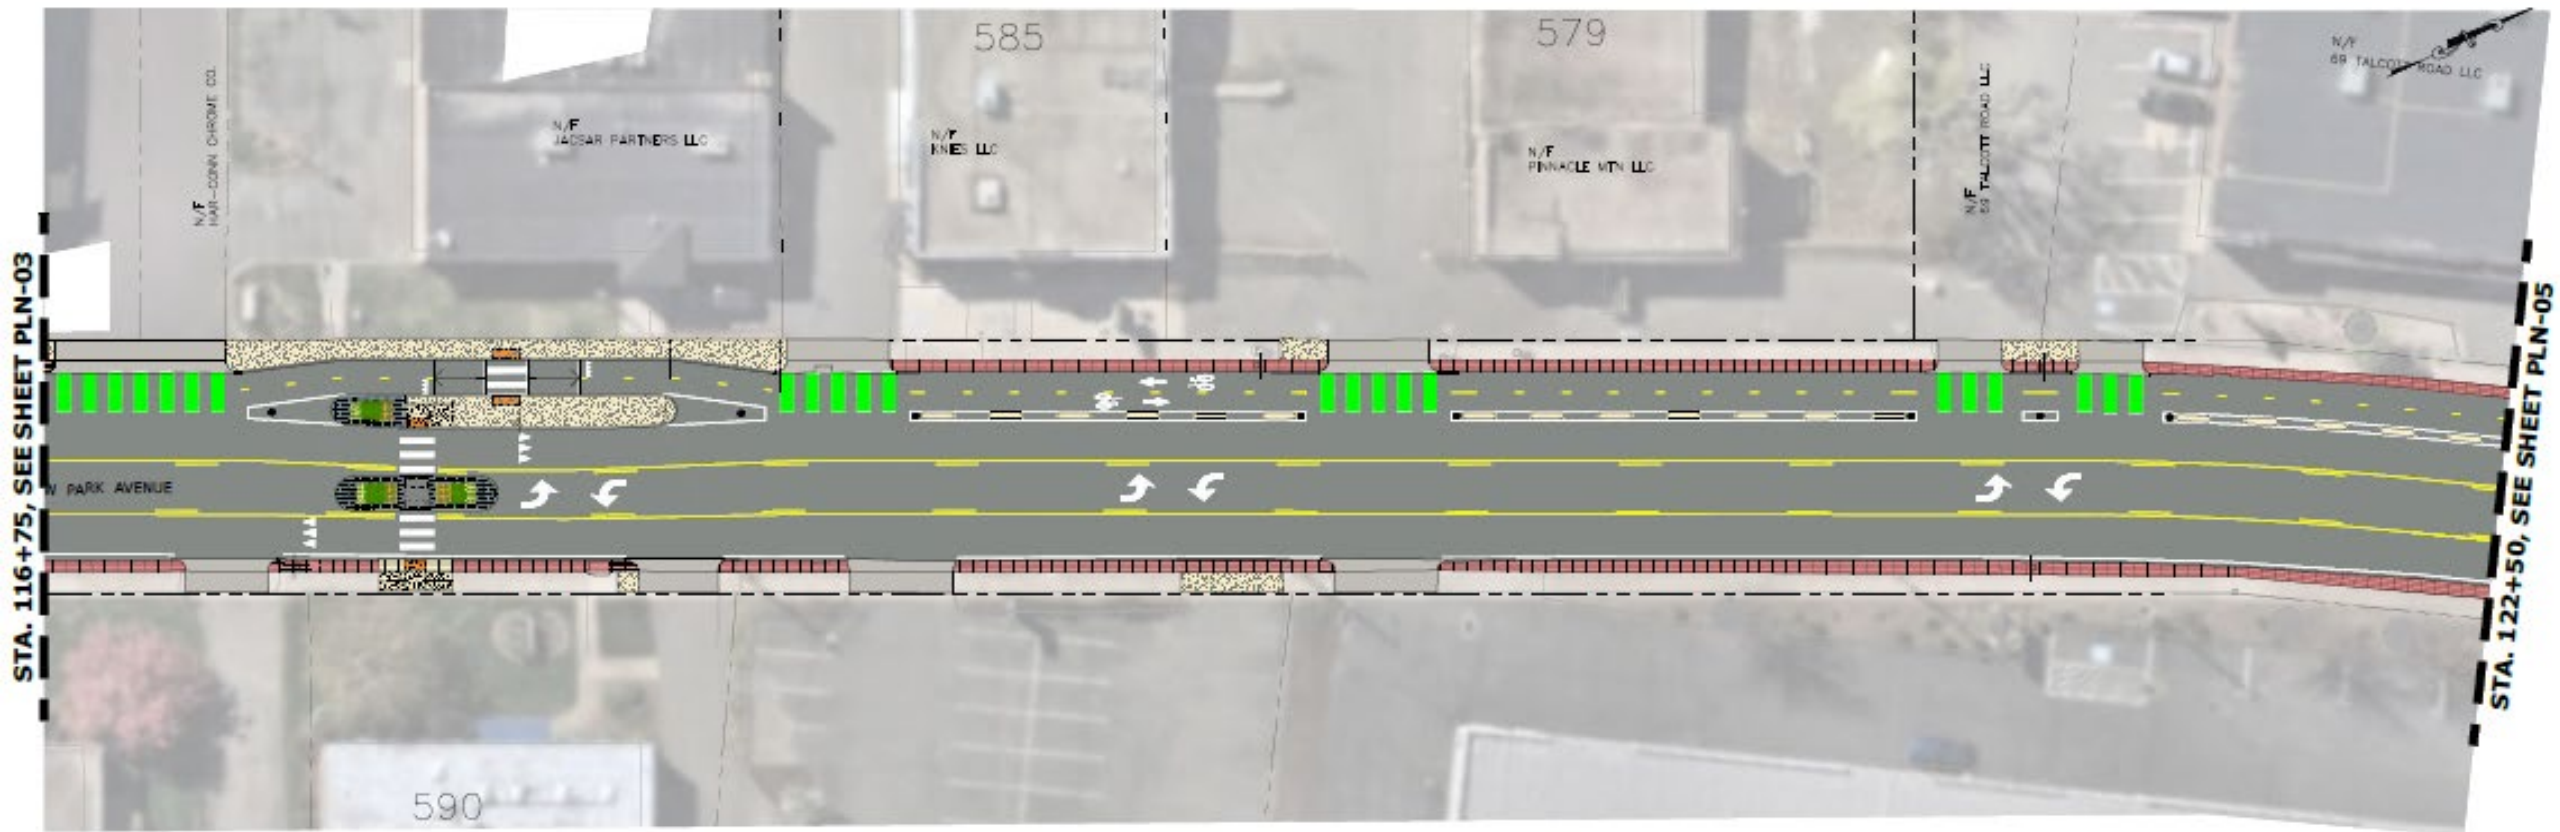 STA. 116+75, SEE SHEET PLN-03
N/F
HAR-CONN CHROME CO.
N/F
JACSAR PARTNERS LLC
585
N/F
KNIES LLC
579
N/F
PINNACLE MTN LLC
N/F
69 TALCOTT ROAD LLC
N/F
69 TALCOTT ROAD LLC
PARK AVENUE
590
STA. 122+50, SEE SHEET PLN-05